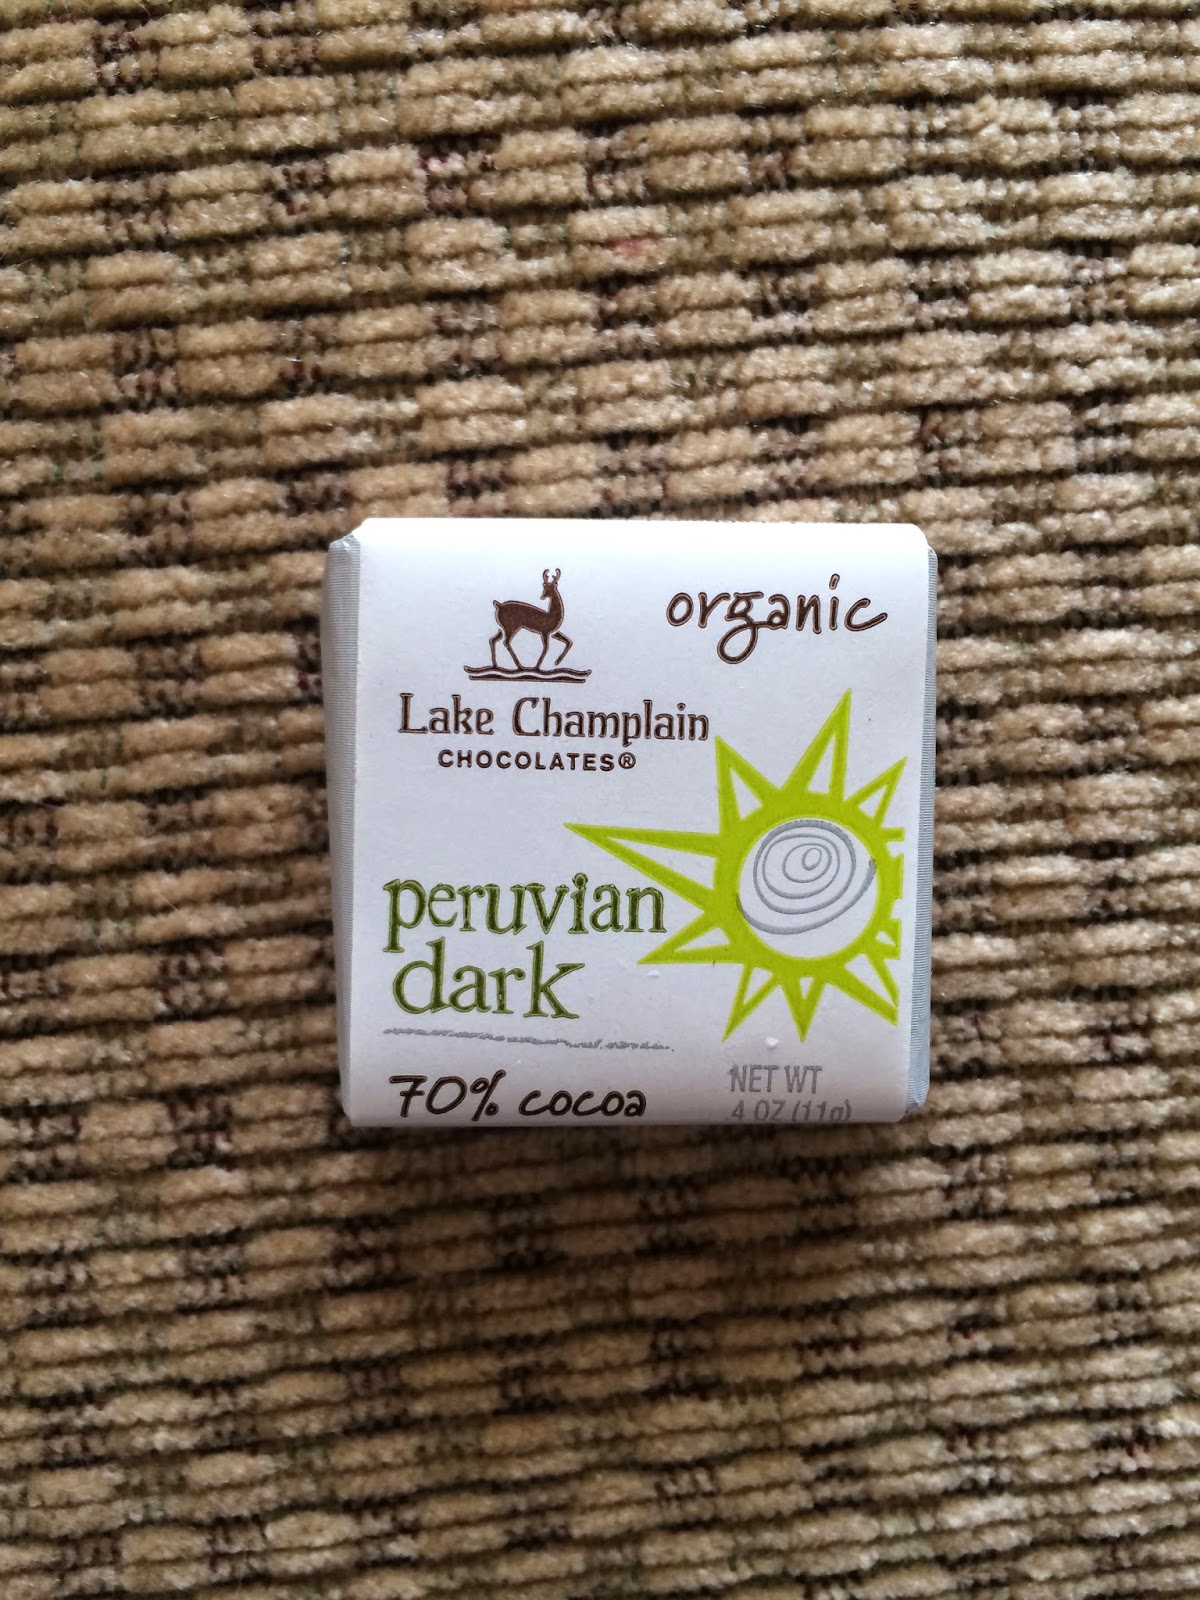 organic
Lake Champlain
CHOCOLATES®
peruvian
dark
70% cocoa
NET WT
.4 OZ (11g)